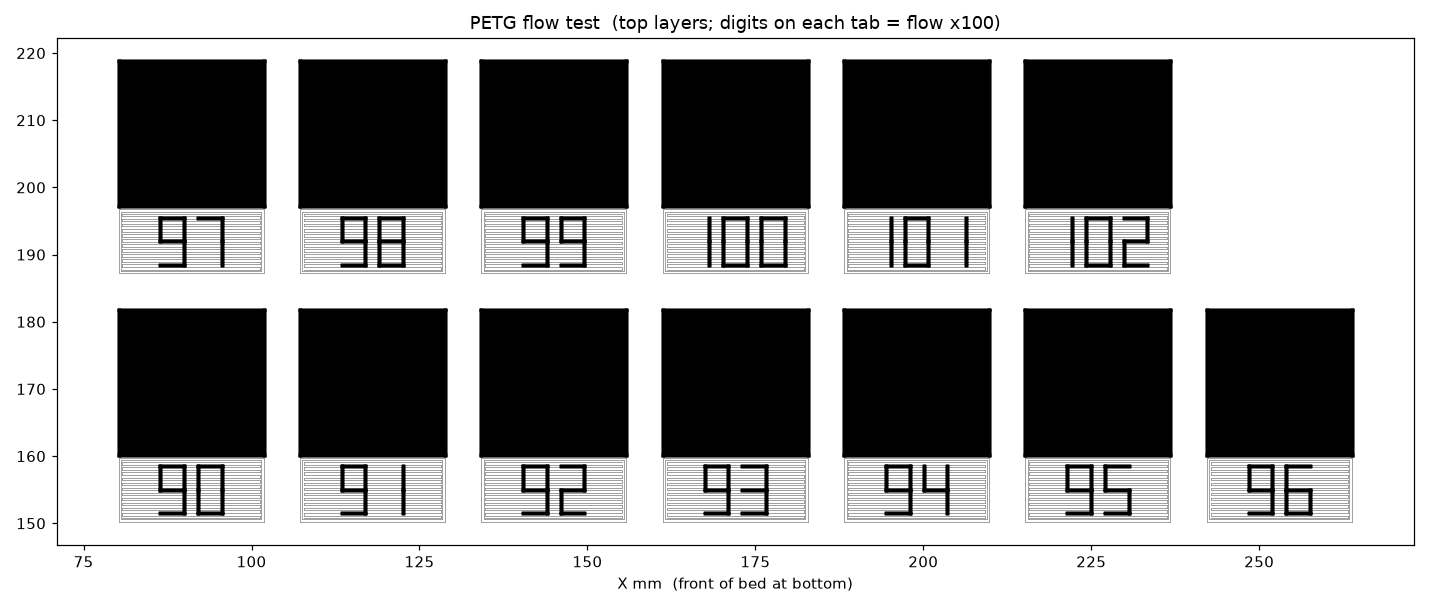 PETG flow test (top layers; digits on each tab = flow x100)
220
210
200
97 98 99 100 101 102
190
180
170
160
90 91 92 93 94 95 96
150
75 100 125 150 175 200 225 250
X mm (front of bed at bottom)